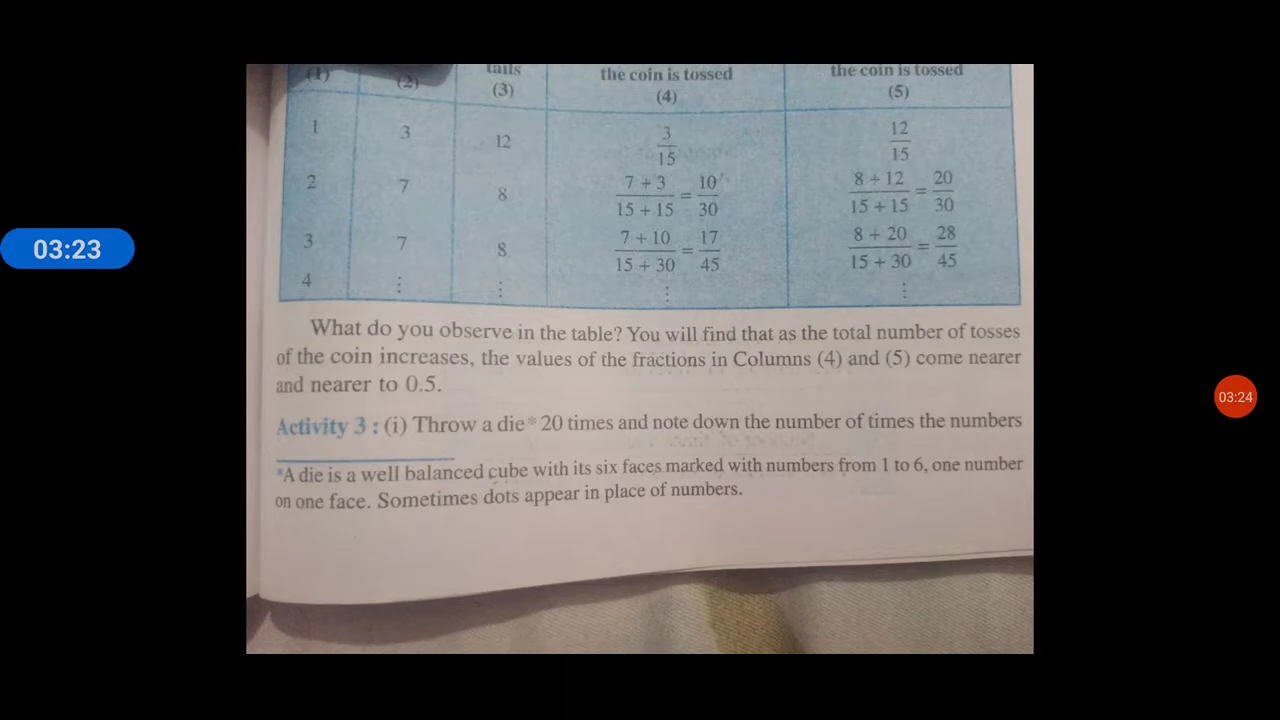 (1) (2) tails (3) the coin is tossed (4) the coin is tossed (5)
1 3 12 3/15 12/15
2 7 8 7 + 3/15 + 15 = 10/30 8 + 12/15 + 15 = 20/30
3 7 8 7 + 10/15 + 30 = 17/45 8 + 20/15 + 30 = 28/45
4 ⋮ ⋮ ⋮ ⋮
What do you observe in the table? You will find that as the total number of tosses
of the coin increases, the values of the fractions in Columns (4) and (5) come nearer
and nearer to 0.5.
Activity 3 : (i) Throw a die* 20 times and note down the number of times the numbers
*A die is a well balanced cube with its six faces marked with numbers from 1 to 6, one number
on one face. Sometimes dots appear in place of numbers.
03:23
03:24